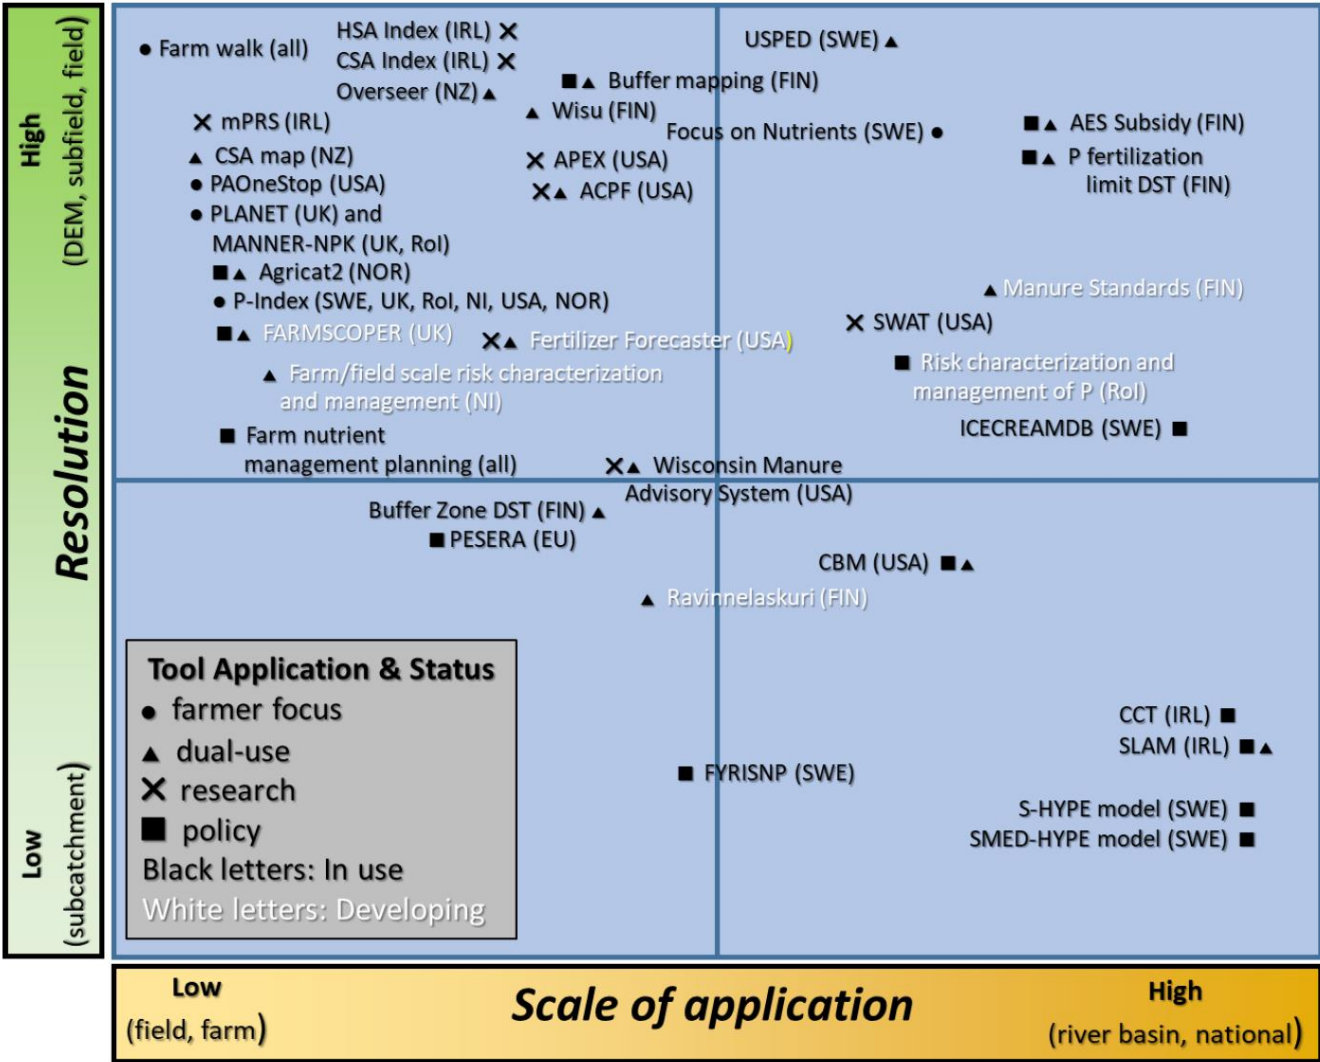 High
(DEM, subfield, field)
Resolution
Low
(subcatchment)
Farm walk (all)
HSA Index (IRL)
CSA Index (IRL)
Overseer (NZ)
Buffer mapping (FIN)
Wisu (FIN)
mPRS (IRL)
CSA map (NZ)
PAOneStop (USA)
PLANET (UK) and
MANNER-NPK (UK, RoI)
APEX (USA)
ACPF (USA)
Agricat2 (NOR)
P-Index (SWE, UK, RoI, NI, USA, NOR)
FARMSCOPER (UK)
Fertilizer Forecaster (USA)
Farm/field scale risk characterization
and management (NI)
Farm nutrient
management planning (all)
Wisconsin Manure
Advisory System (USA)
USPED (SWE)
Focus on Nutrients (SWE)
AES Subsidy (FIN)
P fertilization
limit DST (FIN)
Manure Standards (FIN)
SWAT (USA)
Risk characterization and
management of P (RoI)
ICECREAMDB (SWE)
Buffer Zone DST (FIN)
PESERA (EU)
Ravinnelaskuri (FIN)
CBM (USA)
FYRISNP (SWE)
CCT (IRL)
SLAM (IRL)
S-HYPE model (SWE)
SMED-HYPE model (SWE)
Tool Application & Status
farmer focus
dual-use
research
policy
Black letters: In use
White letters: Developing
Low
(field, farm)
Scale of application
High
(river basin, national)